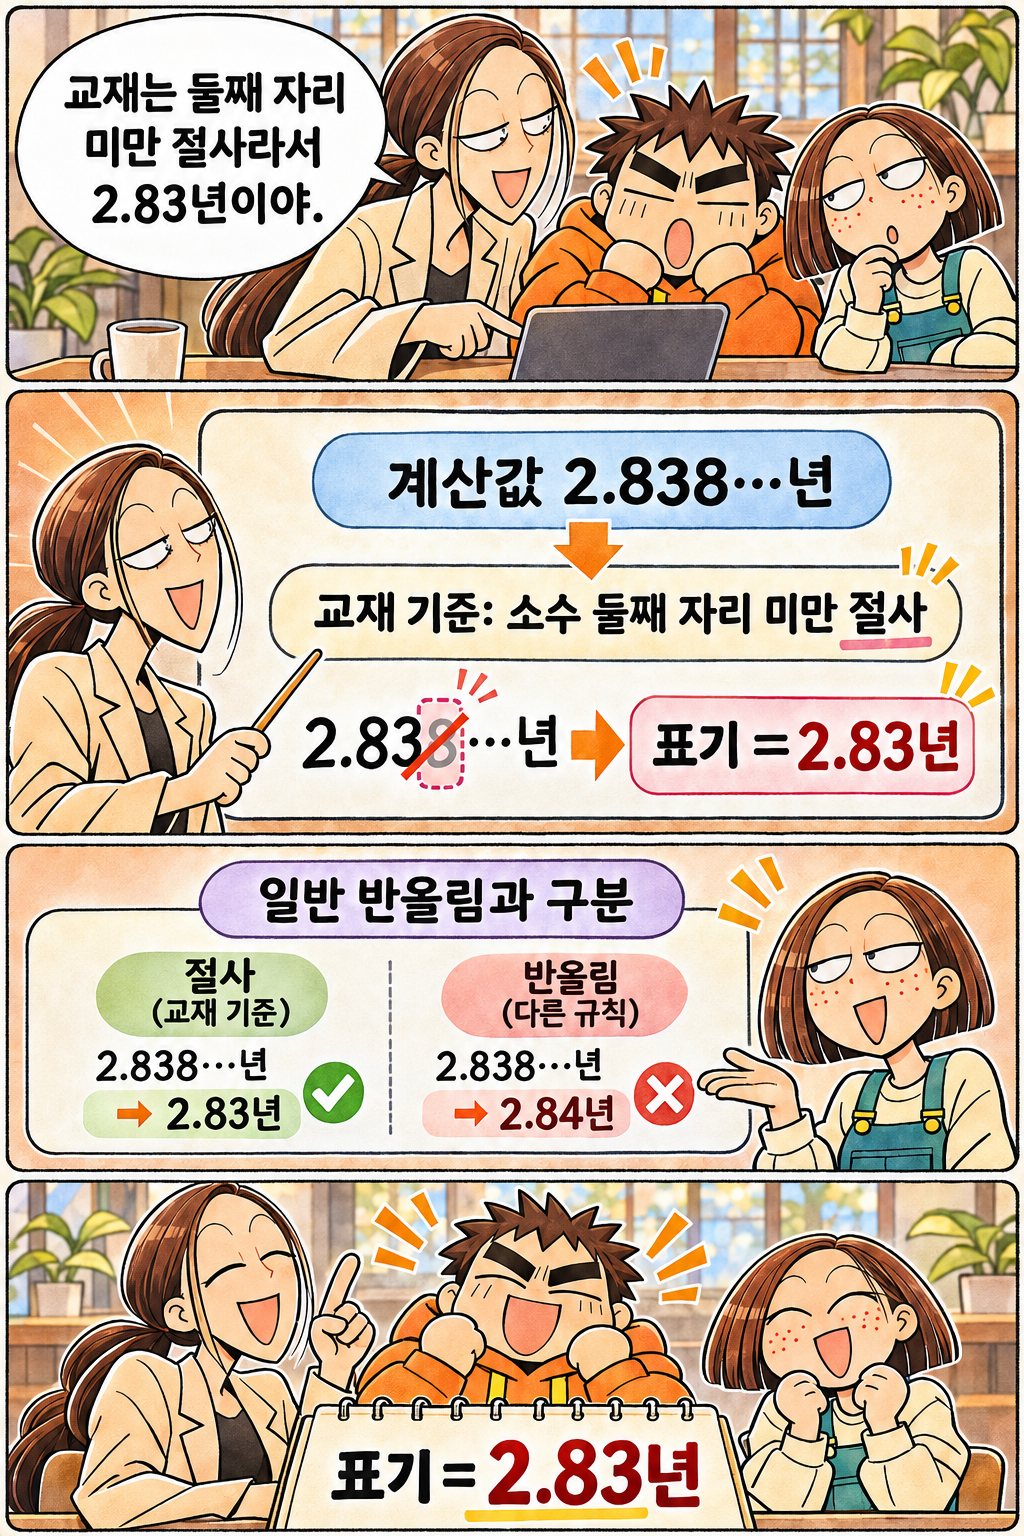 교재는 둘째 자리
미만 절사라서
2.83년이야.
계산값 2.838…년
교재 기준: 소수 둘째 자리 미만 절사
2.838…년
표기=2.83년
일반 반올림과 구분
절사
(교재 기준)
2.838…년
→ 2.83년
반올림
(다른 규칙)
2.838…년
→ 2.84년
표기=2.83년